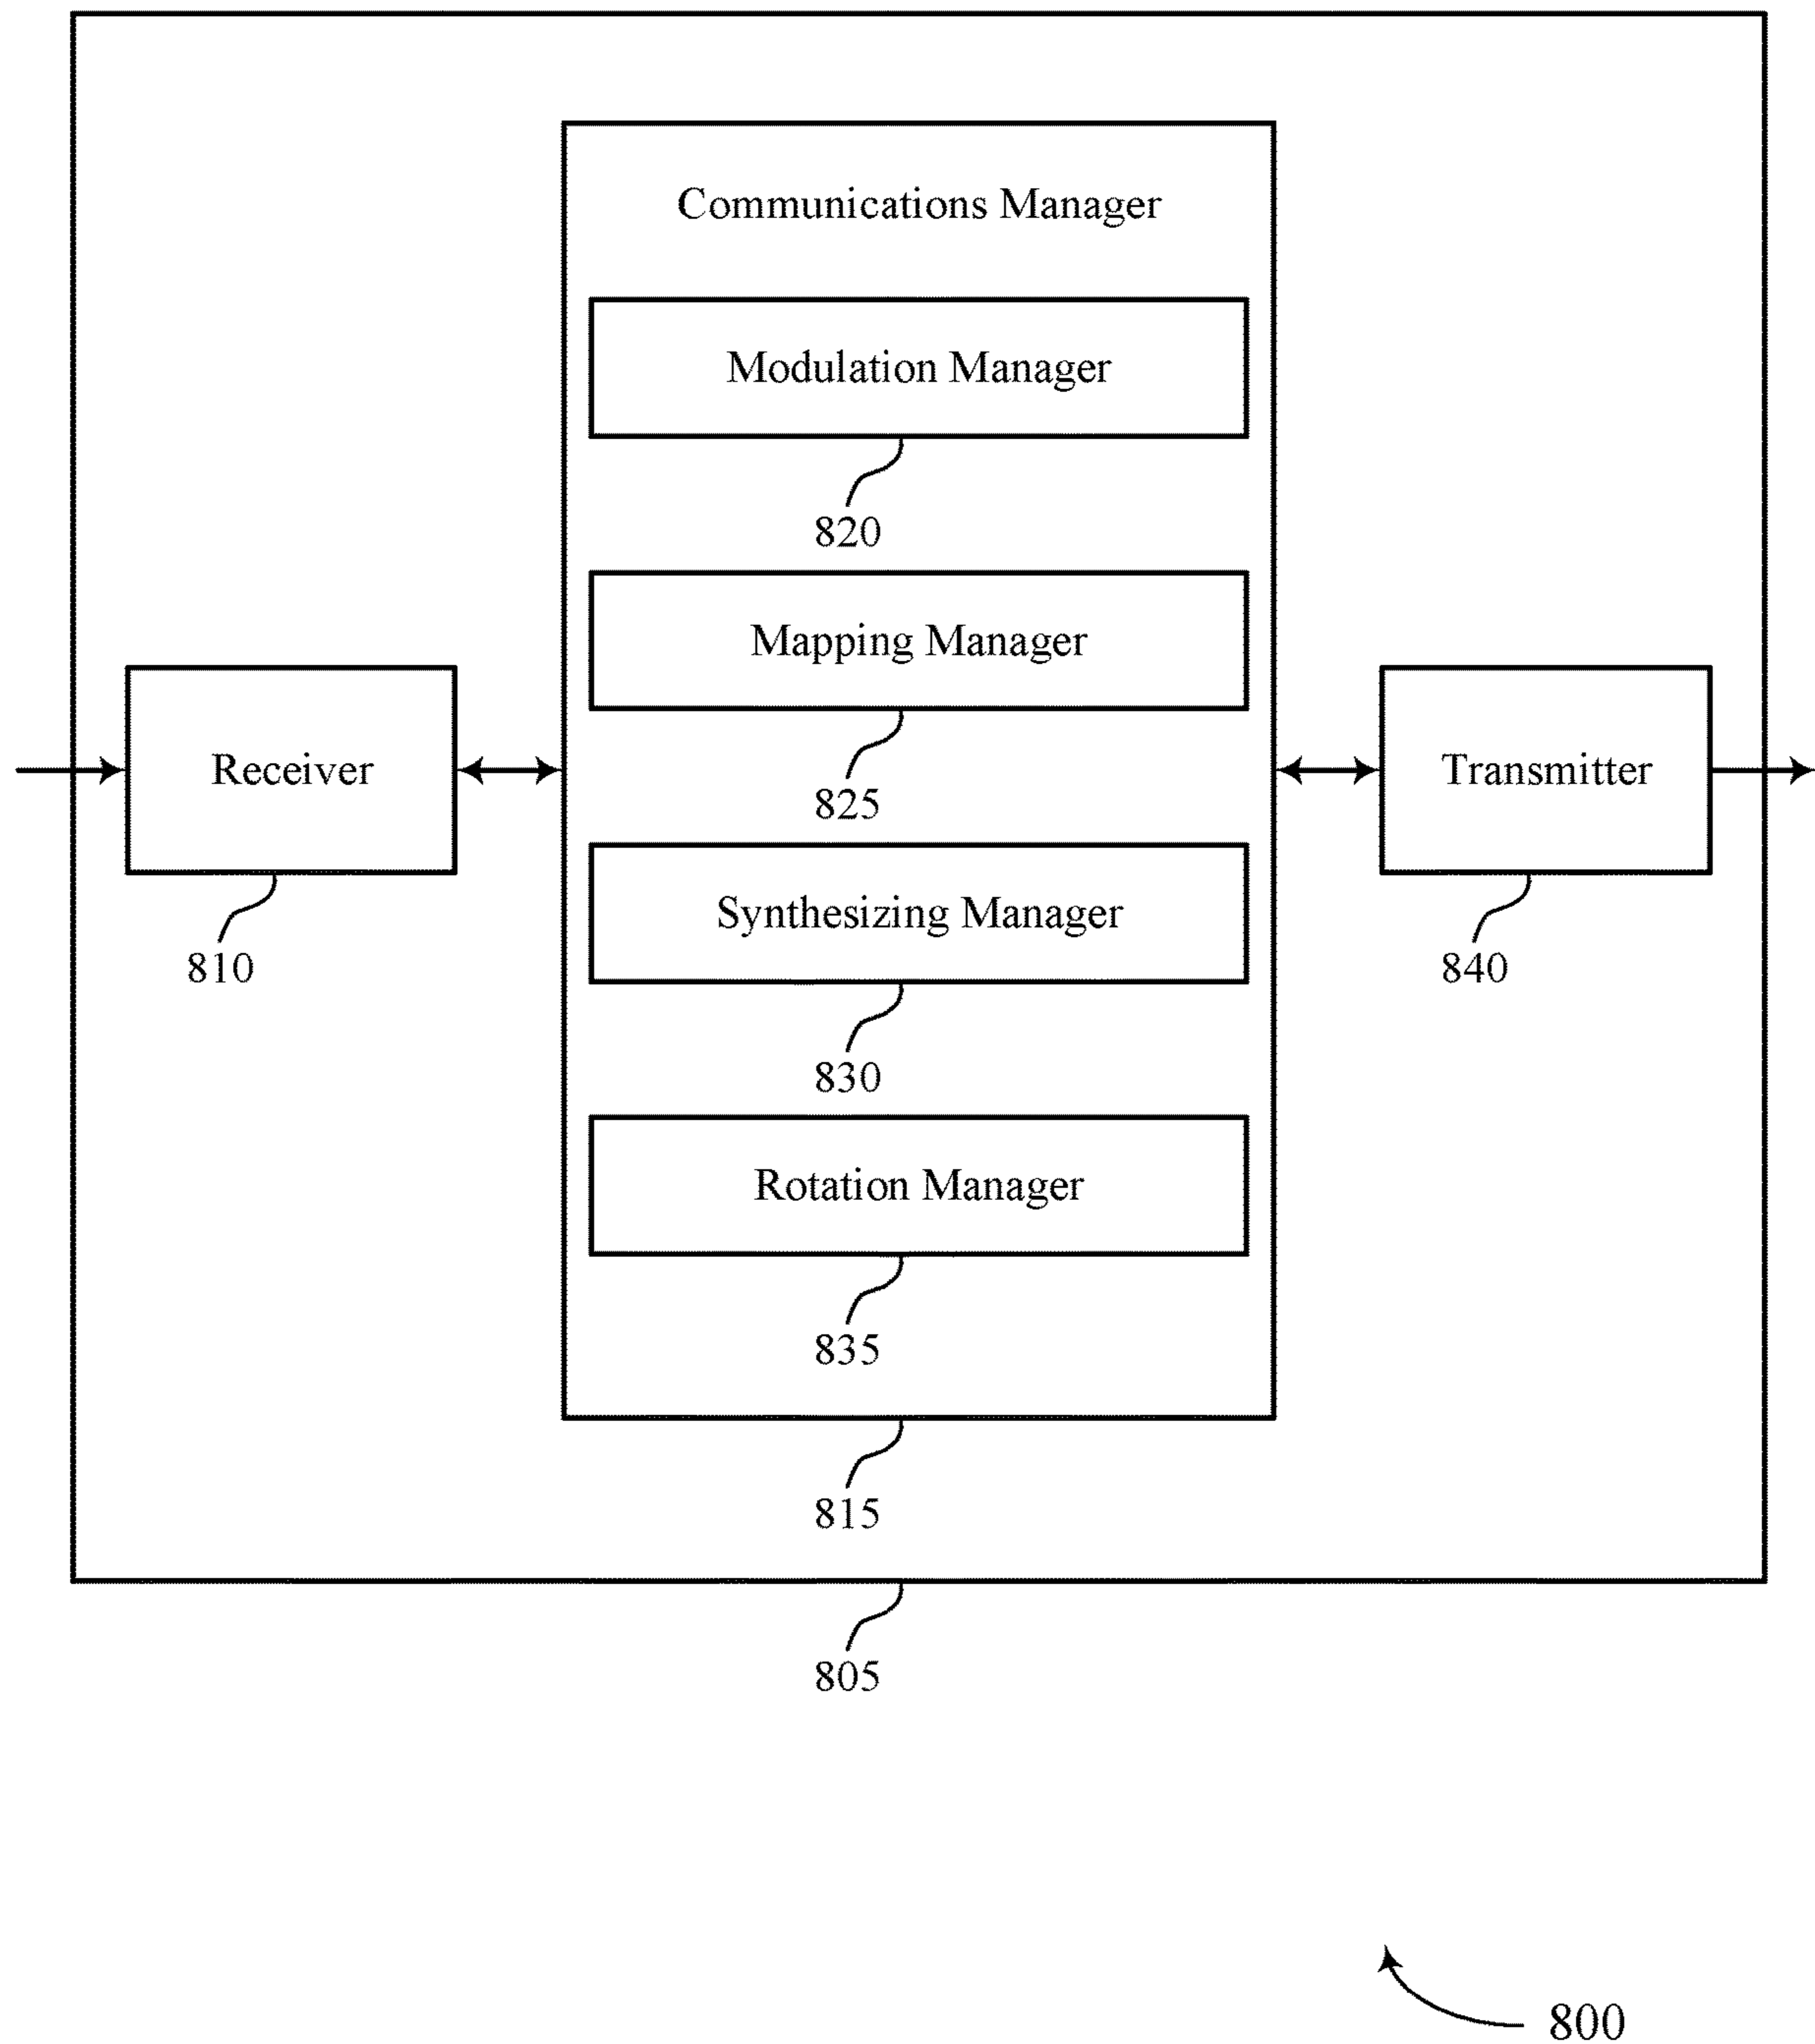 Communications Manager
Modulation Manager
820
Mapping Manager
825
Receiver
810
Transmitter
840
Synthesizing Manager
830
Rotation Manager
835
815
805
800